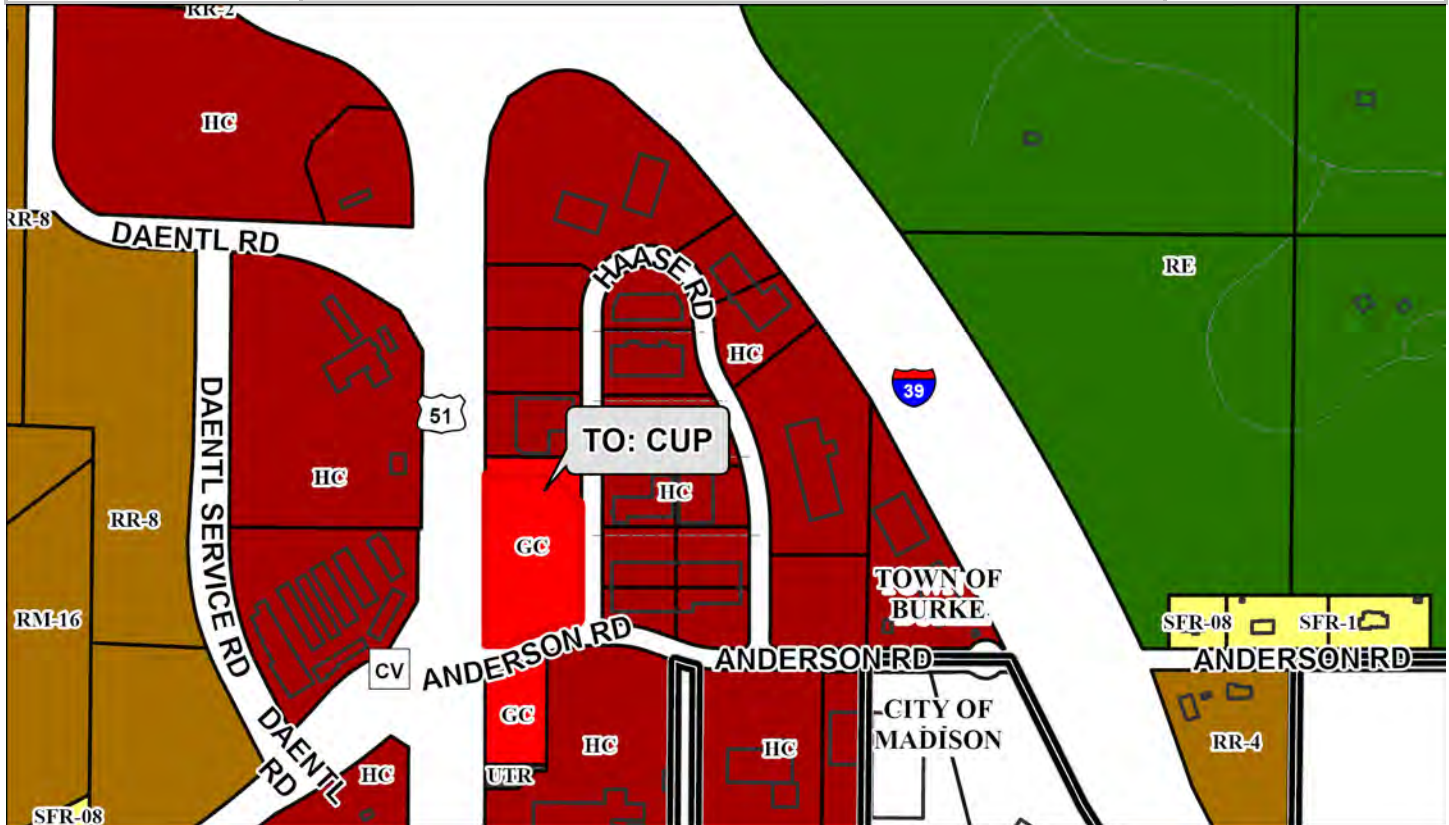 RR-2
HC
RR-8
DAENTL RD
HAASE RD
RE
HC
39
51
TO: CUP
DAENTL SERVICE RD
HC
HC
RR-8
GC
TOWN OF
BURKE
RM-16
SFR-08
SFR-1
ANDERSON RD
ANDERSON RD
ANDERSON RD
CV
GC
CITY OF
MADISON
HC
HC
RR-4
DAENTL
RD
HC
UTR
SFR-08